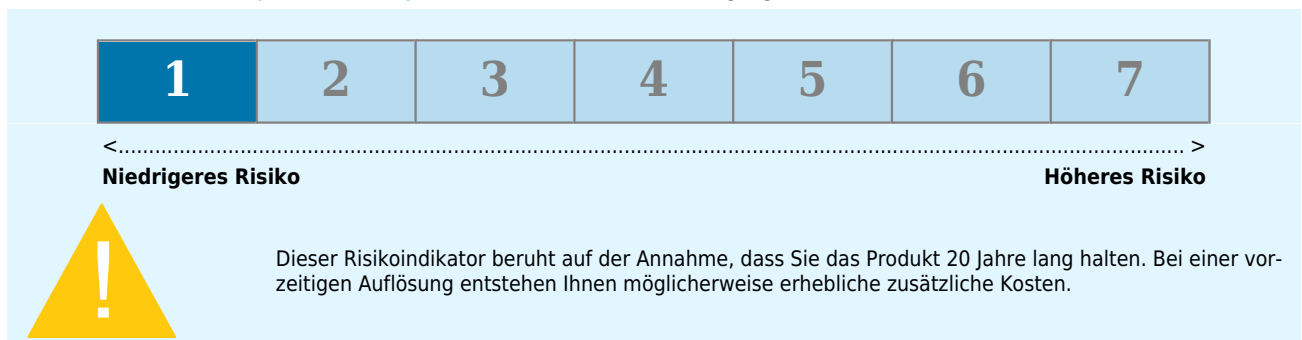 1 2 3 4 5 6 7
<.......................................................................................................................................................................... >
Niedrigeres Risiko Höheres Risiko
!
Dieser Risikoindikator beruht auf der Annahme, dass Sie das Produkt 20 Jahre lang halten. Bei einer vor-
zeitigen Auflösung entstehen Ihnen möglicherweise erhebliche zusätzliche Kosten.